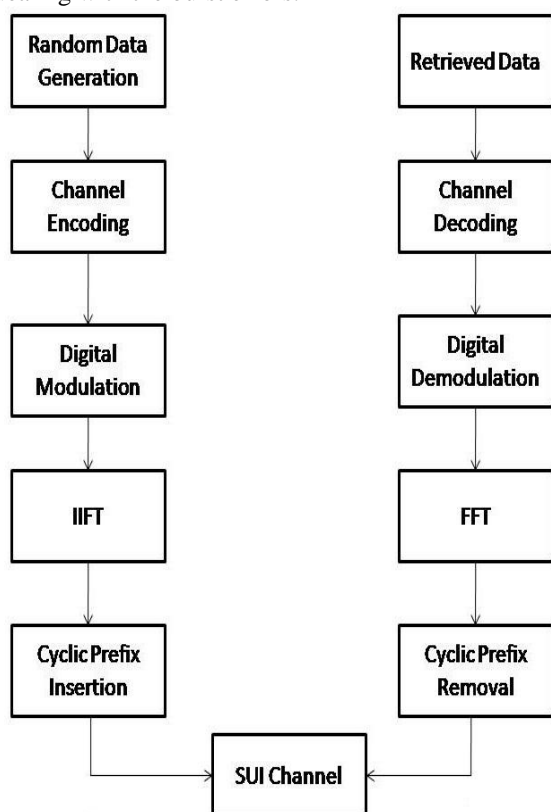 Random Data
Generation
Retrieved Data
Channel
Encoding
Channel
Decoding
Digital
Modulation
Digital
Demodulation
IIFT
FFT
Cyclic Prefix
Insertion
Cyclic Prefix
Removal
SUI Channel